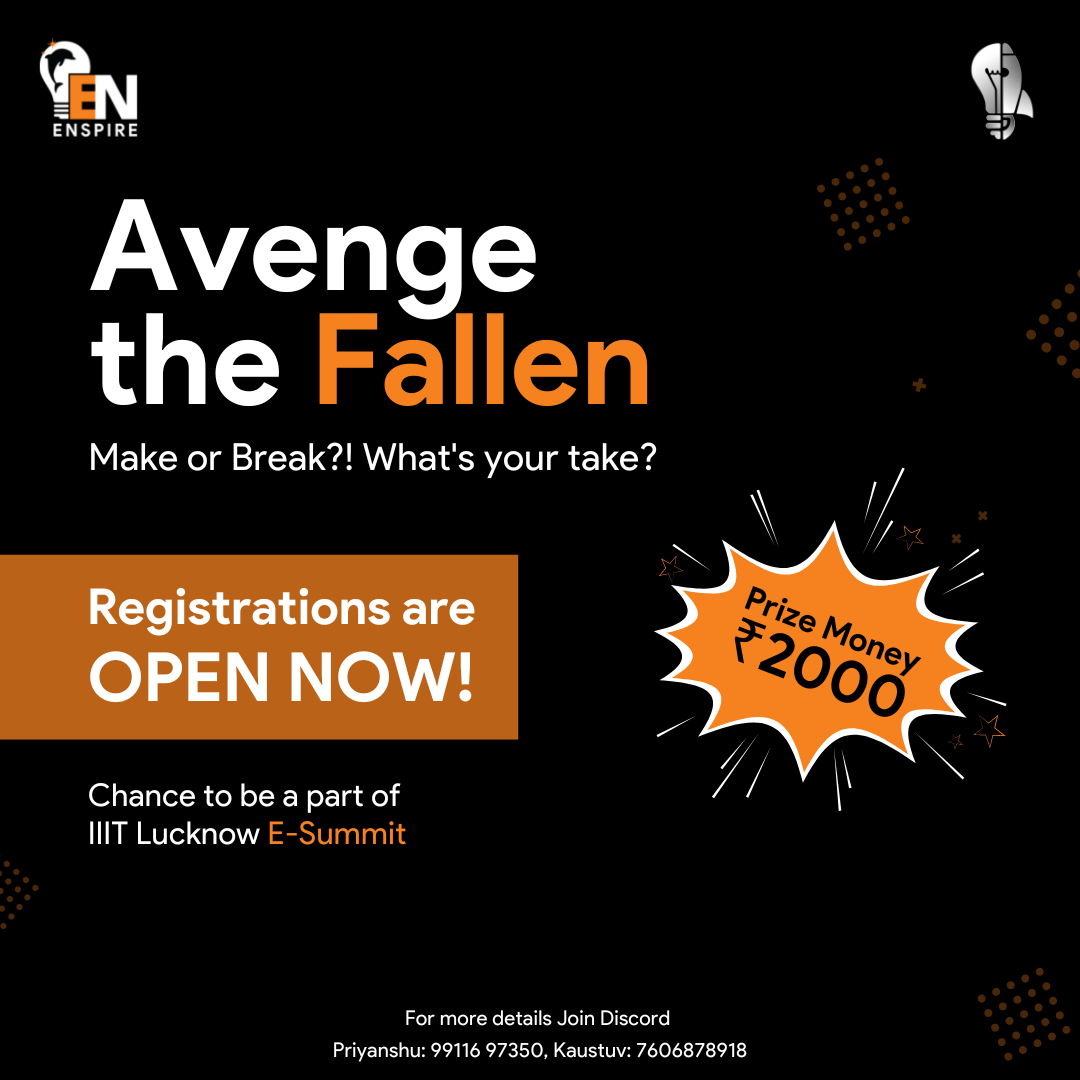 EN
ENSPIRE
Avenge
the Fallen
Make or Break?! What's your take?
Registrations are
OPEN NOW!
Prize Money
₹2000
Chance to be a part of
IIIT Lucknow E-Summit
For more details Join Discord
Priyanshu: 99116 97350, Kaustuv: 7606878918